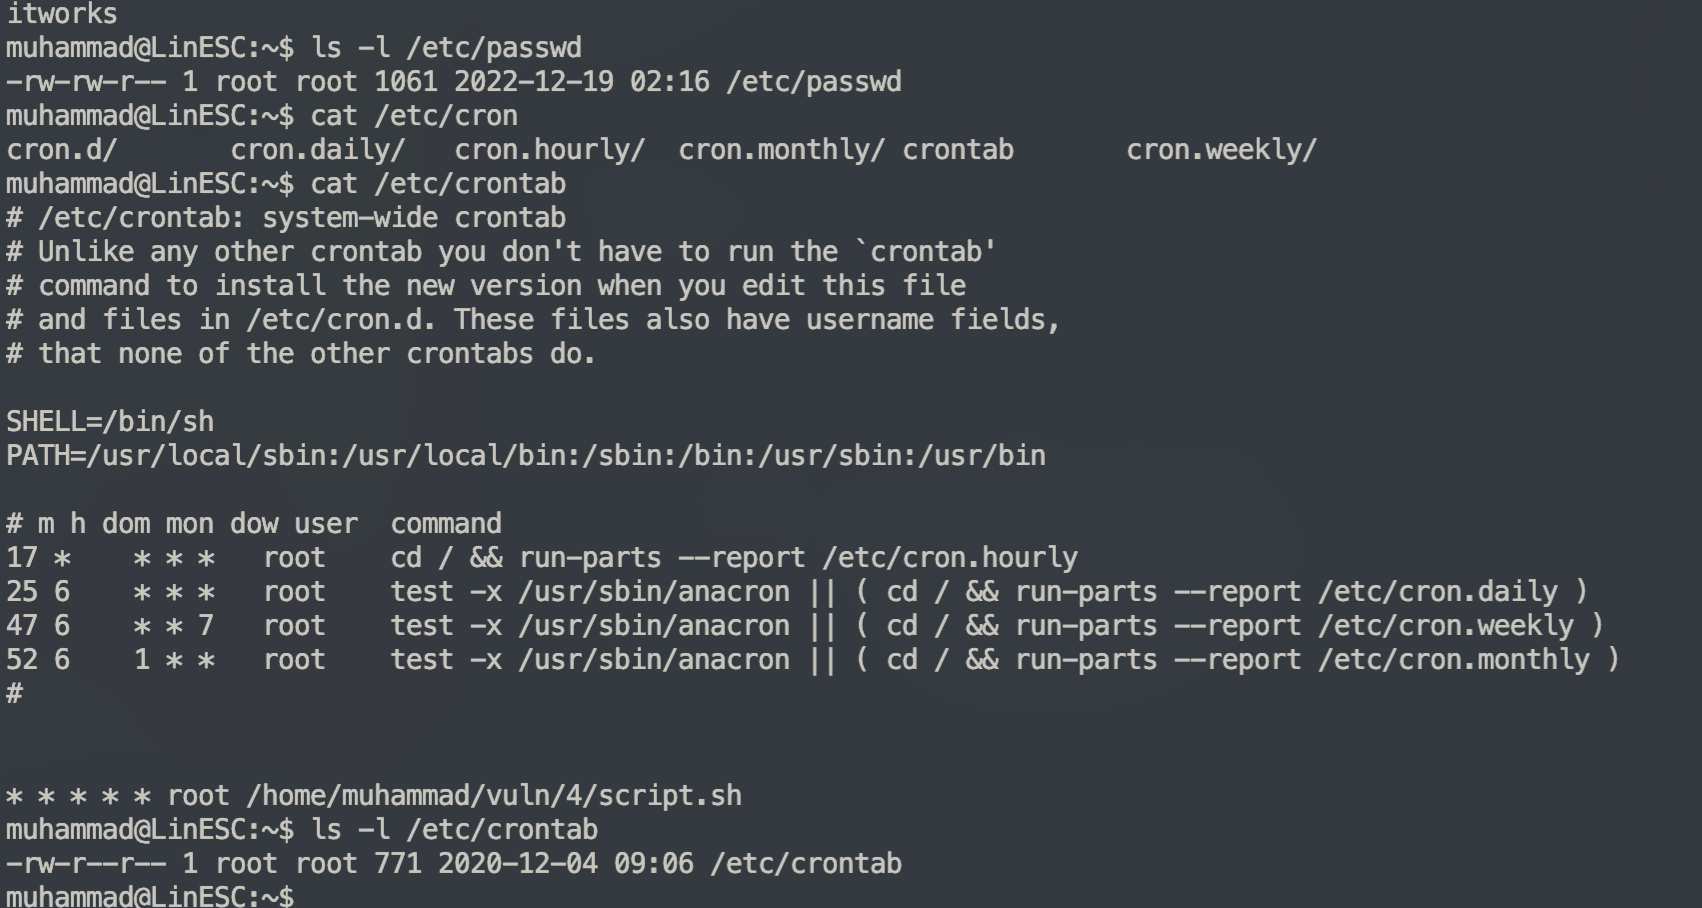 itworks
muhammad@LinESC:~$ ls -l /etc/passwd
-rw-rw-r-- 1 root root 1061 2022-12-19 02:16 /etc/passwd
muhammad@LinESC:~$ cat /etc/cron
cron.d/       cron.daily/   cron.hourly/  cron.monthly/ crontab       cron.weekly/
muhammad@LinESC:~$ cat /etc/crontab
# /etc/crontab: system-wide crontab
# Unlike any other crontab you don't have to run the `crontab'
# command to install the new version when you edit this file
# and files in /etc/cron.d. These files also have username fields,
# that none of the other crontabs do.
SHELL=/bin/sh
PATH=/usr/local/sbin:/usr/local/bin:/sbin:/bin:/usr/sbin:/usr/bin
# m h dom mon dow user  command
17 *    * * *   root    cd / && run-parts --report /etc/cron.hourly
25 6    * * *   root    test -x /usr/sbin/anacron || ( cd / && run-parts --report /etc/cron.daily )
47 6    * * 7   root    test -x /usr/sbin/anacron || ( cd / && run-parts --report /etc/cron.weekly )
52 6    1 * *   root    test -x /usr/sbin/anacron || ( cd / && run-parts --report /etc/cron.monthly )
#
* * * * * root /home/muhammad/vuln/4/script.sh
muhammad@LinESC:~$ ls -l /etc/crontab
-rw-r--r-- 1 root root 771 2020-12-04 09:06 /etc/crontab
muhammad@LinESC:~$